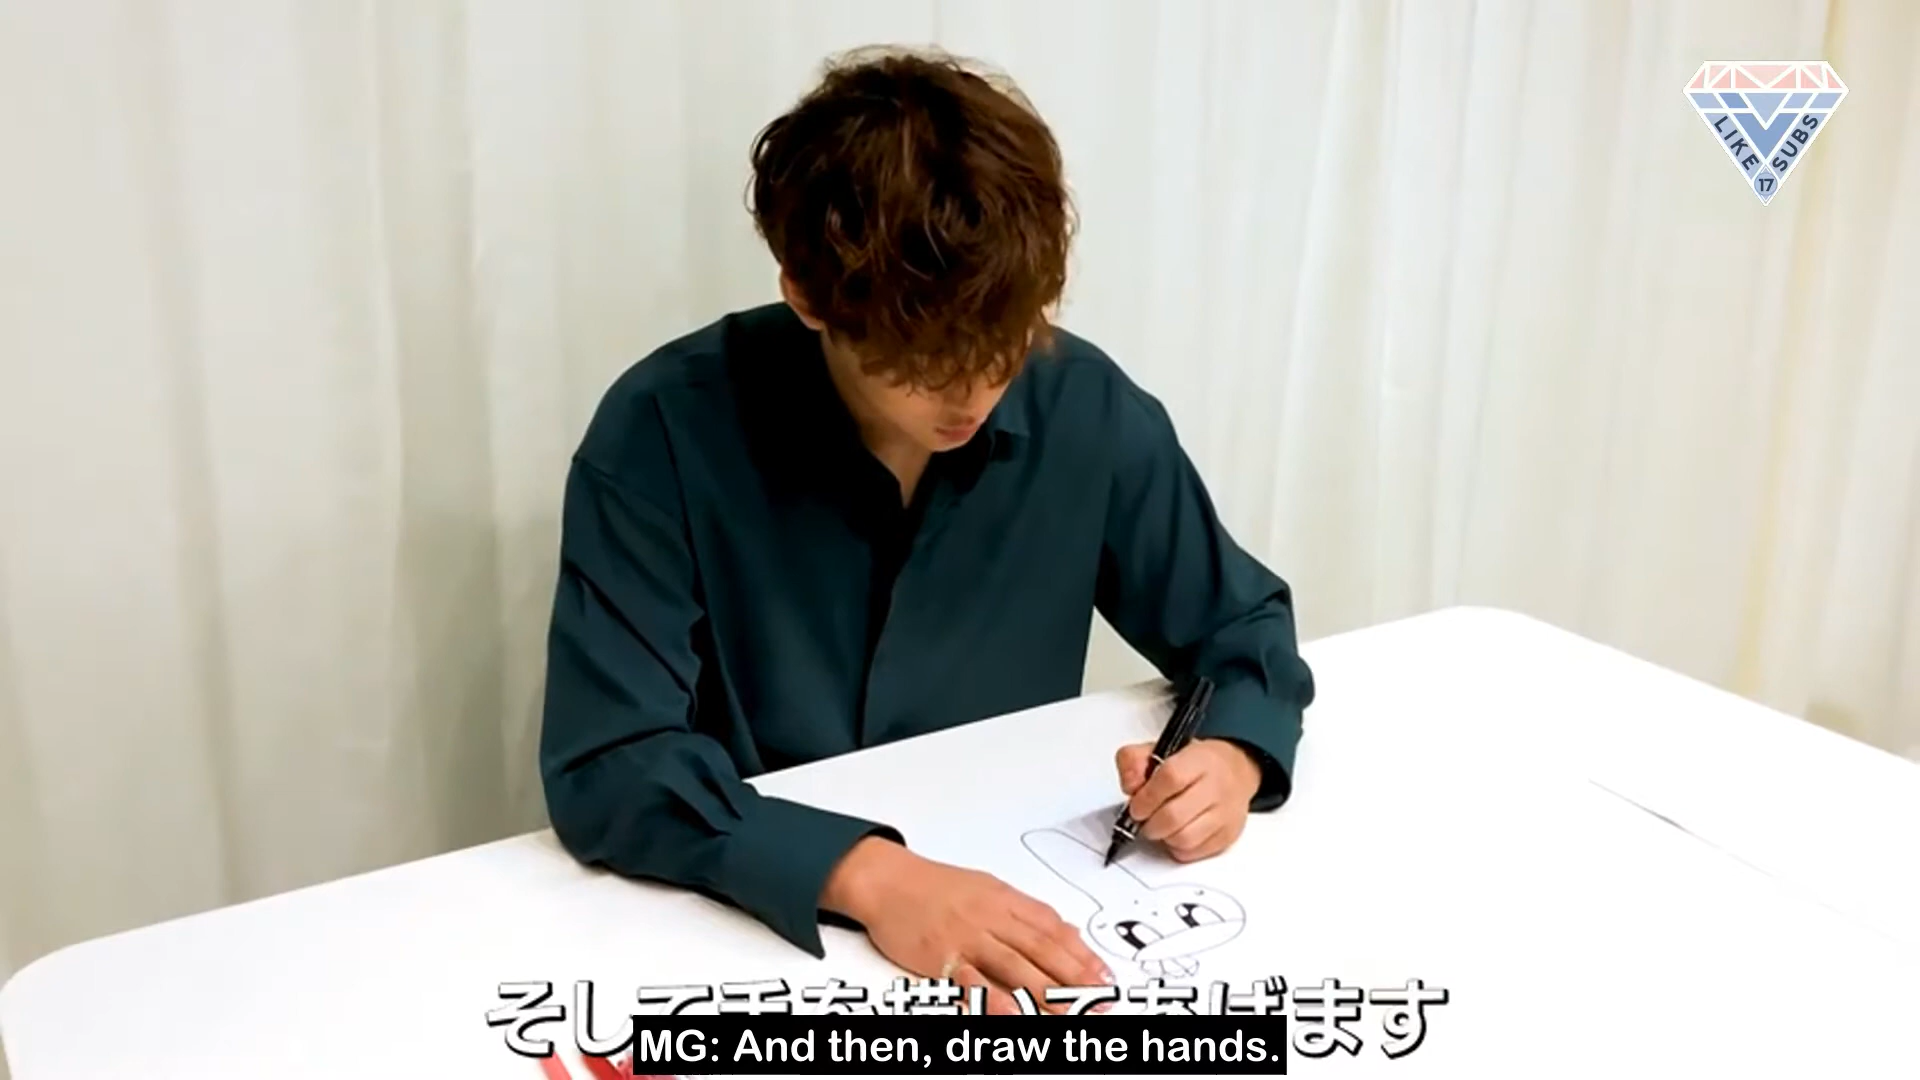 LIKE
SUBS
17
そして手を描いてあげます
MG: And then, draw the hands.